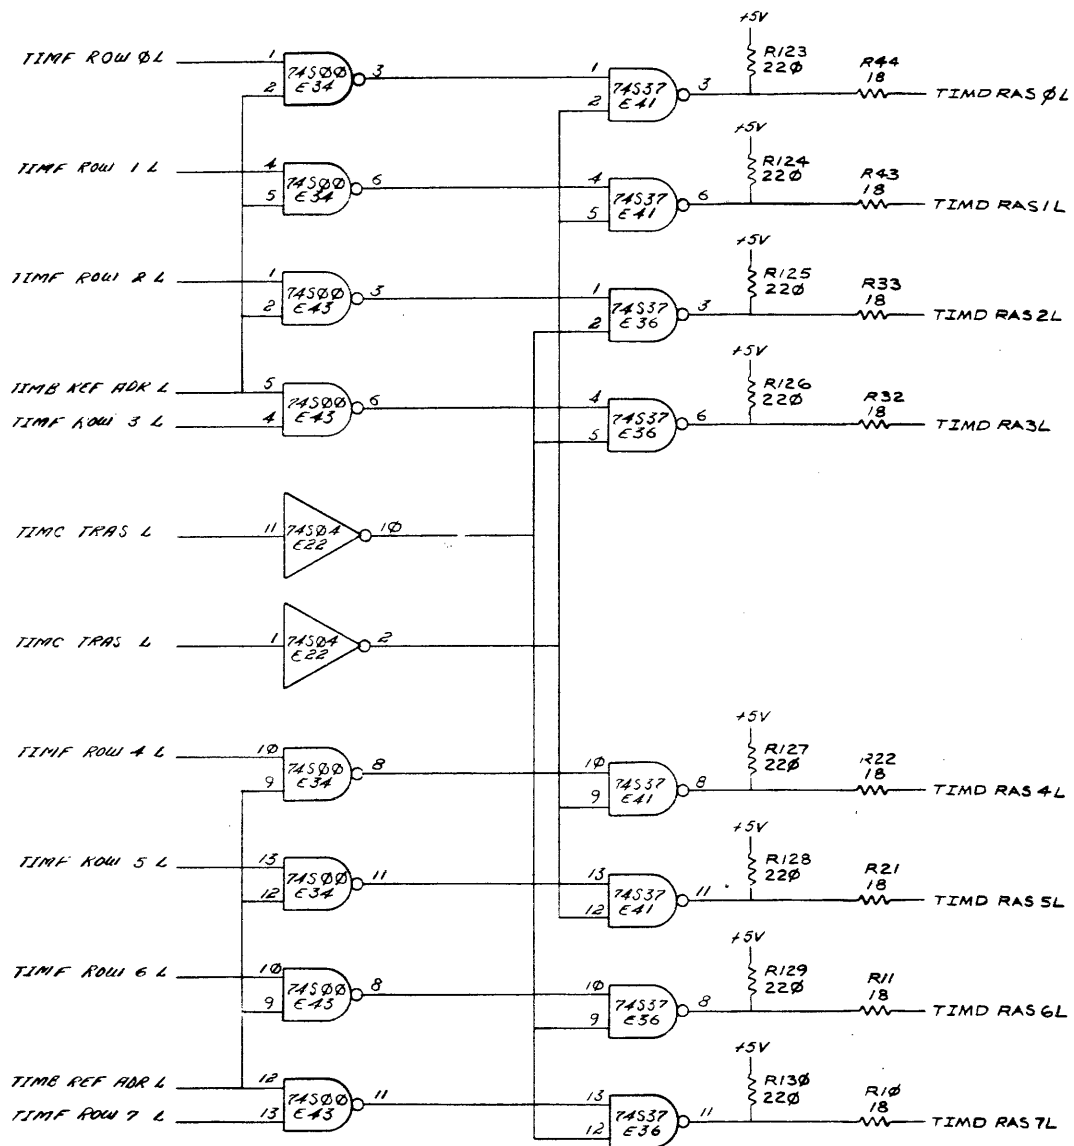 +5V
TIMF ROW Ø L 1 2 74SØØ E34 3 1 2 74S37 E41 3 R123 22Ø R44 18 TIMD RAS Ø L
+5V
TIMF ROW 1 L 4 5 74SØØ E34 6 4 5 74S37 E41 6 R124 22Ø R43 18 TIMD RAS 1 L
+5V
TIMF ROW 2 L 1 2 74SØØ E43 3 1 2 74S37 E36 3 R125 22Ø R33 18 TIMD RAS 2 L
+5V
TIMB REF ADR L 5
TIMF ROW 3 L 4 74SØØ E43 6 4 5 74S37 E36 6 R126 22Ø R32 18 TIMD RA3L
TIMC TRAS L 11 74SØ4 E22 1Ø
TIMC TRAS L 1 74SØ4 E22 2
+5V
TIMF ROW 4 L 1Ø 9 74SØØ E34 8 1Ø 9 74S37 E41 8 R127 22Ø R22 18 TIMD RAS 4 L
+5V
TIMF ROW 5 L 13 12 74SØØ E34 11 13 12 74S37 E41 11 R128 22Ø R21 18 TIMD RAS 5L
+5V
TIMF ROW 6 L 1Ø 9 74SØØ E43 8 1Ø 9 74S37 E36 8 R129 22Ø R11 18 TIMD RAS 6L
+5V
TIMB REF ADR L 12
TIMF ROW 7 L 13 74SØØ E43 11 13 12 74S37 E36 11 R13Ø 22Ø R1Ø 18 TIMD RAS 7L